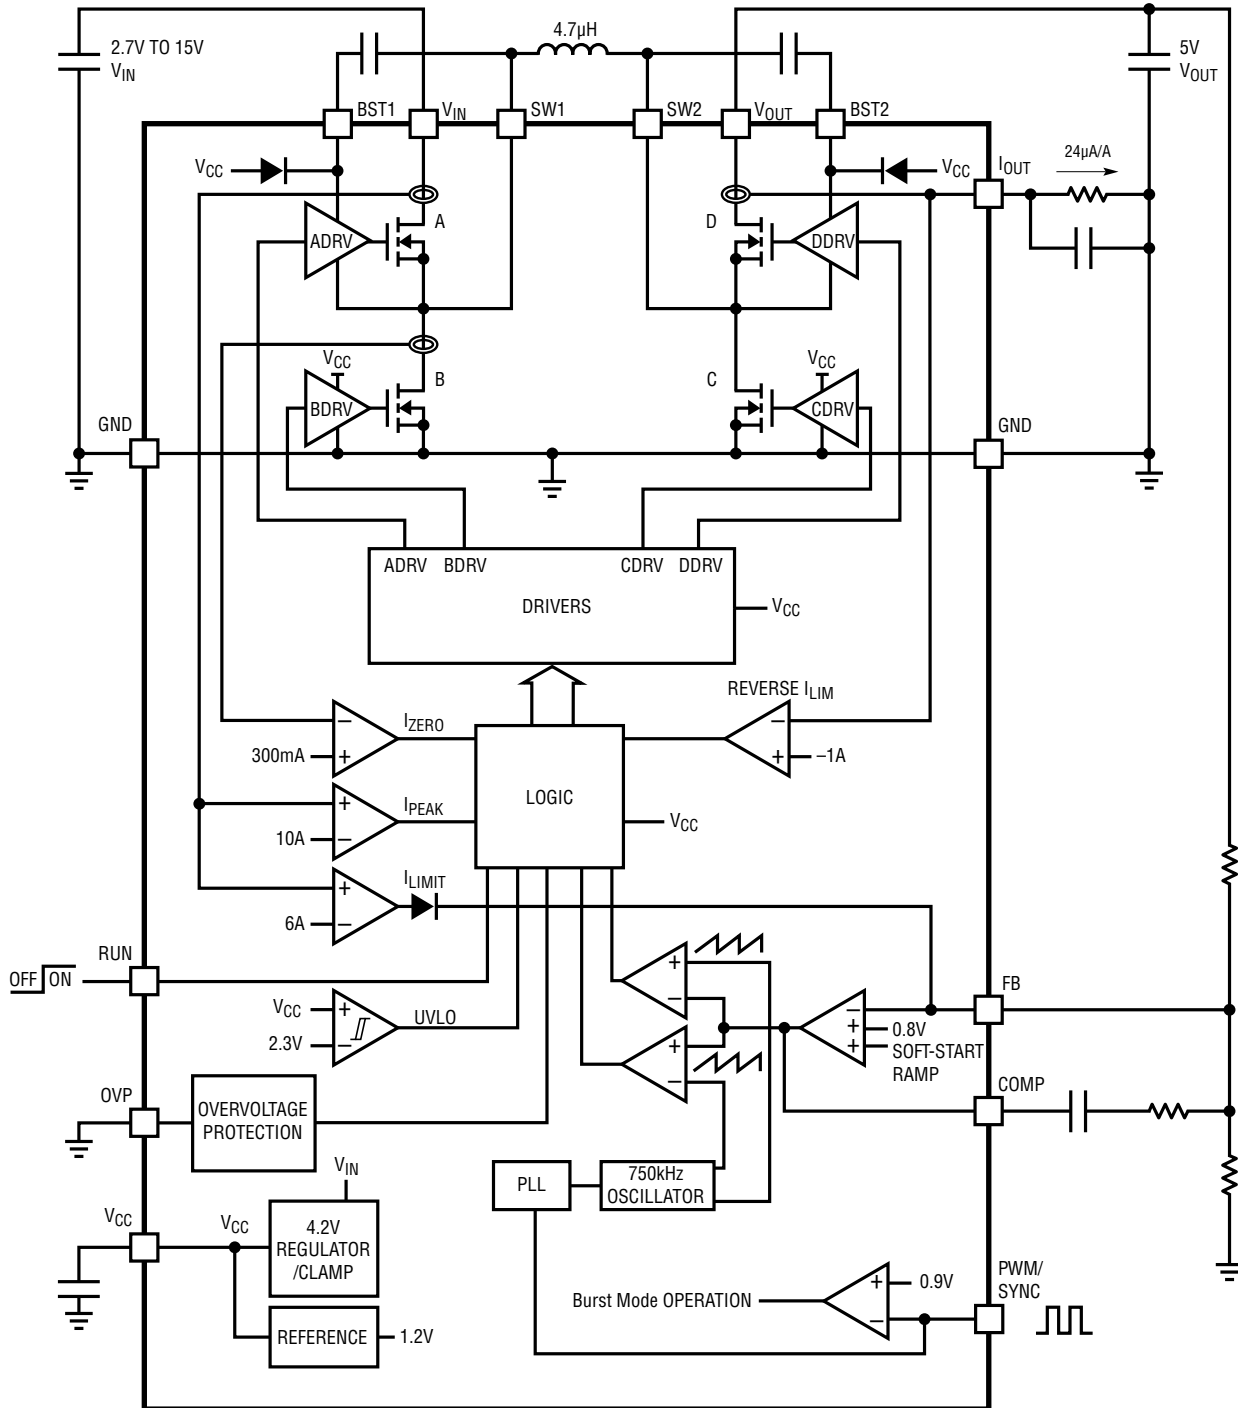 2.7V TO 15V
VIN
4.7µH
5V
VOUT
BST1
VIN
SW1
SW2
VOUT
BST2
VCC
VCC
IOUT
24µA/A
ADRV
A
D
DDRV
VCC
BDRV
B
C
VCC
CDRV
GND
GND
ADRV BDRV CDRV DDRV
DRIVERS
VCC
REVERSE ILIM
–
+
300mA
IZERO
–
+
–1A
LOGIC
+
–
10A
IPEAK
VCC
+
–
6A
ILIMIT
RUN
OFF ON
VCC
2.3V
+
–
UVLO
+
–
+
–
–
+
+
0.8V
SOFT-START
RAMP
FB
COMP
OVP
OVERVOLTAGE
PROTECTION
PLL
750kHz
OSCILLATOR
VIN
VCC
VCC
4.2V
REGULATOR
/CLAMP
REFERENCE
1.2V
Burst Mode OPERATION
+
–
0.9V
PWM/
SYNC